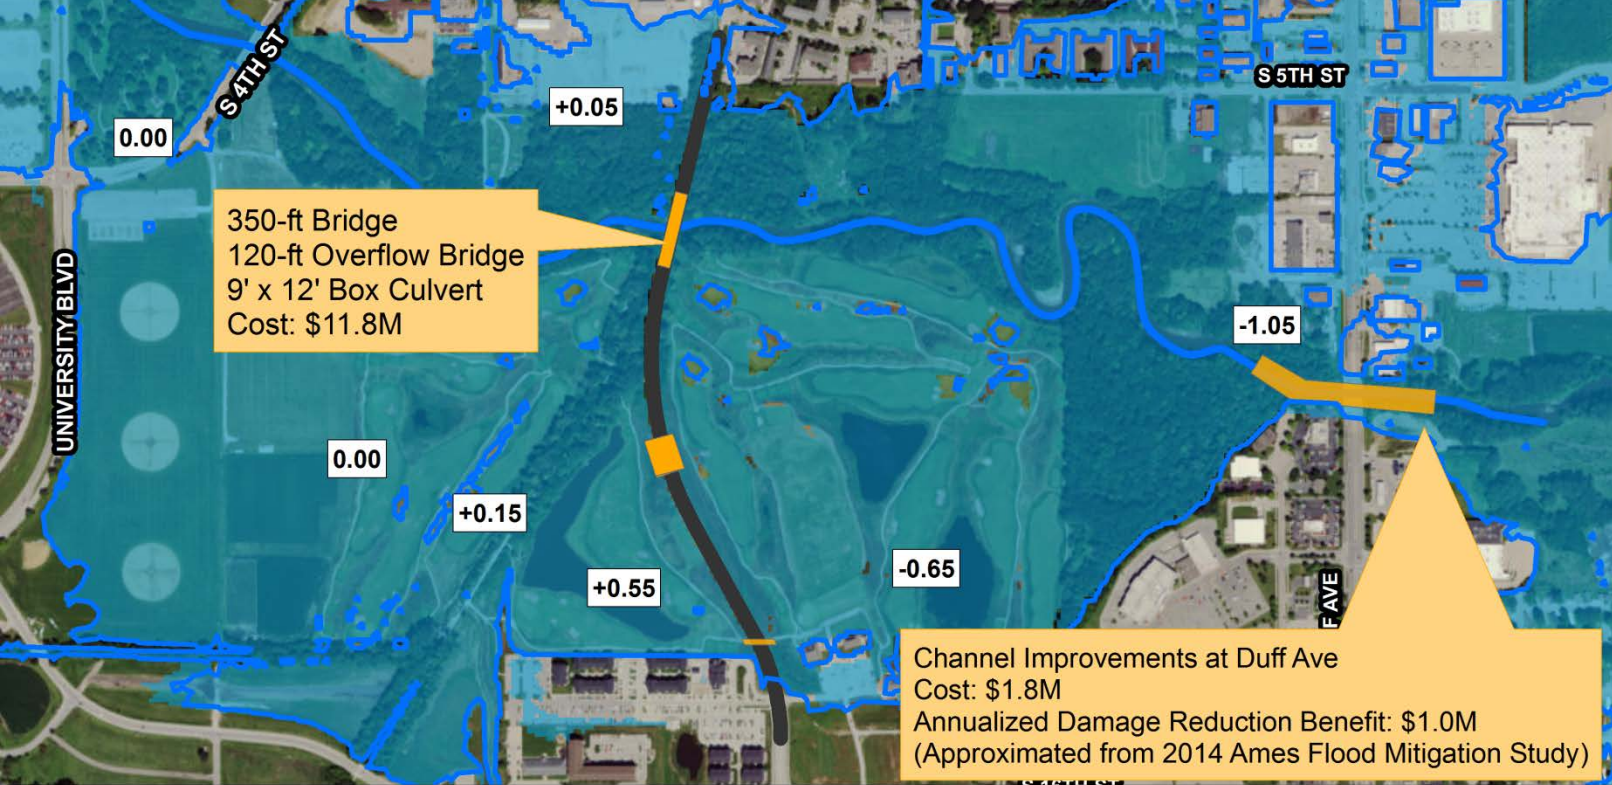 S 4TH ST
S 5TH ST
+0.05
0.00
350-ft Bridge
120-ft Overflow Bridge
9' x 12' Box Culvert
Cost: $11.8M
UNIVERSITY BLVD
-1.05
0.00
+0.15
+0.55
-0.65
F AVE
Channel Improvements at Duff Ave
Cost: $1.8M
Annualized Damage Reduction Benefit: $1.0M
(Approximated from 2014 Ames Flood Mitigation Study)